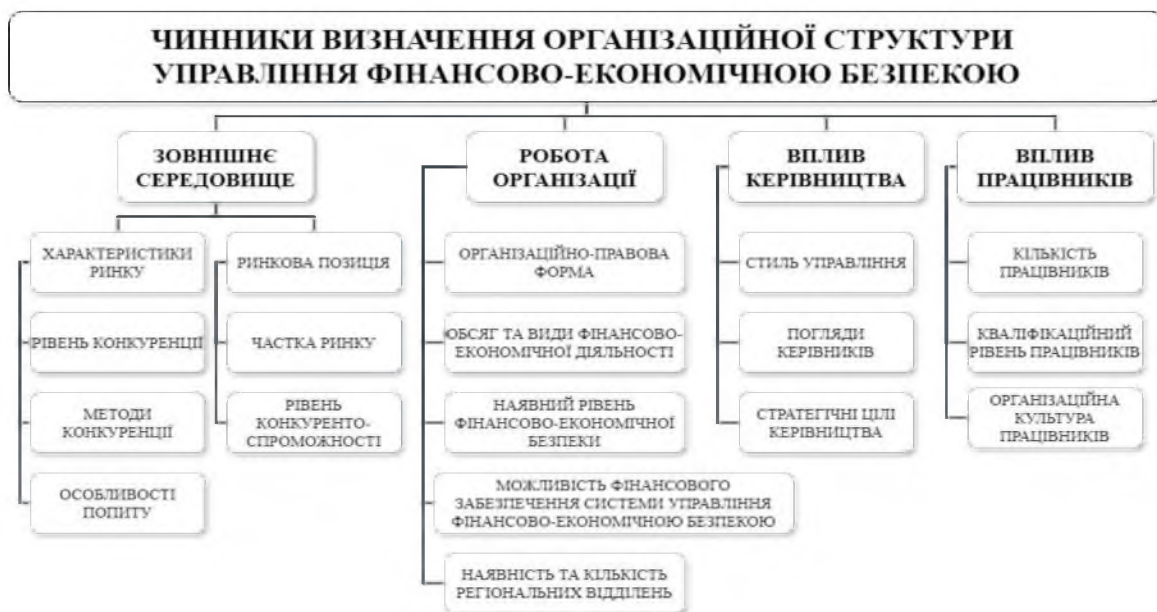 ЧИННИКИ ВИЗНАЧЕННЯ ОРГАНІЗАЦІЙНОЇ СТРУКТУРИ
УПРАВЛІННЯ ФІНАНСОВО-ЕКОНОМІЧНОЮ БЕЗПЕКОЮ
ЗОВНІШНЄ
СЕРЕДОВИЩЕ
ХАРАКТЕРИСТИКИ
РИНКУ
РІВЕНЬ КОНКУРЕНЦІЇ
МЕТОДИ
КОНКУРЕНЦІЇ
ОСОБЛИВОСТІ
ПОПИТУ
РИНКОВА ПОЗИЦІЯ
ЧАСТКА РИНКУ
РІВЕНЬ
КОНКУРЕНТО-
СПРОМОЖНОСТІ
РОБОТА
ОРГАНІЗАЦІЇ
ОРГАНІЗАЦІЙНО-ПРАВОВА
ФОРМА
ОБСЯГ ТА ВИДИ ФІНАНСОВО-
ЕКОНОМІЧНОЇ ДІЯЛЬНОСТІ
НАЯВНИЙ РІВЕНЬ
ФІНАНСОВО-ЕКОНОМІЧНОЇ
БЕЗПЕКИ
МОЖЛИВІСТЬ ФІНАНСОВОГО
ЗАБЕЗПЕЧЕННЯ СИСТЕМИ УПРАВЛІННЯ
ФІНАНСОВО-ЕКОНОМІЧНОЮ БЕЗПЕКОЮ
НАЯВНІСТЬ ТА КІЛЬКІСТЬ
РЕГІОНАЛЬНИХ ВІДДІЛЕНЬ
ВПЛИВ
КЕРІВНИЦТВА
СТИЛЬ УПРАВЛІННЯ
ПОГЛЯДИ
КЕРІВНИКІВ
СТРАТЕГІЧНІ ЦІЛІ
КЕРІВНИЦТВА
ВПЛИВ
ПРАЦІВНИКІВ
КІЛЬКІСТЬ
ПРАЦІВНИКІВ
КВАЛІФІКАЦІЙНИЙ
РІВЕНЬ ПРАЦІВНИКІВ
ОРГАНІЗАЦІЙНА
КУЛЬТУРА
ПРАЦІВНИКІВ